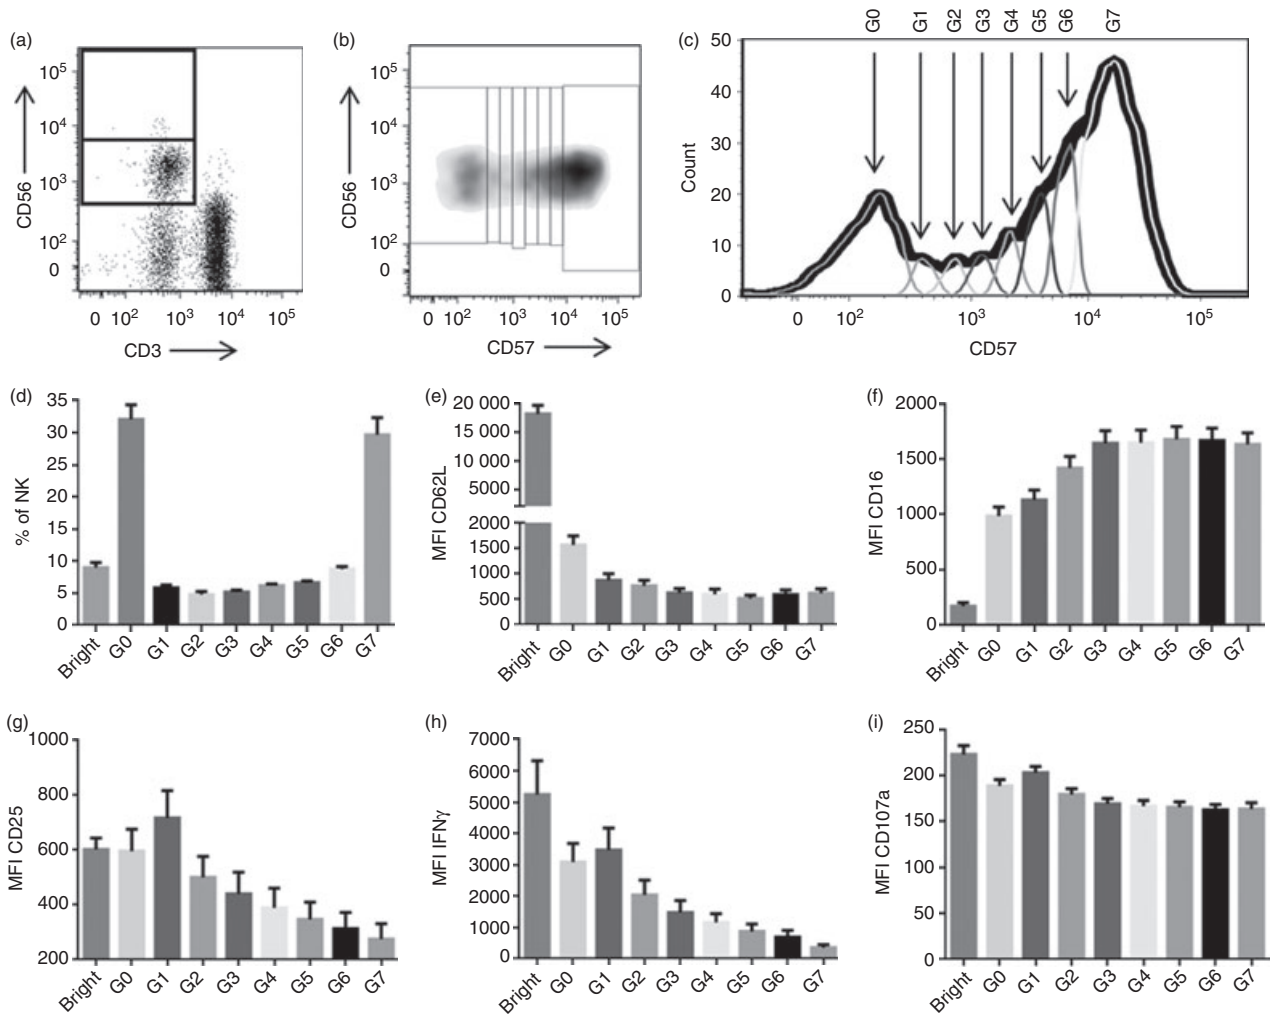 (a)
10⁵
10⁴
10³
10²
0
CD56
0 10² 10³ 10⁴ 10⁵
CD3
(b)
10⁵
10⁴
10³
10²
0
CD56
0 10² 10³ 10⁴ 10⁵
CD57
(c)
G0 G1 G2 G3 G4 G5 G6 G7
50
40
30
20
10
0
Count
0 10² 10³ 10⁴ 10⁵
CD57
(d)
35
30
25
20
15
10
5
0
% of NK
Bright G0 G1 G2 G3 G4 G5 G6 G7
(e)
20 000
15 000
10 000
5000
2000
1500
1000
500
0
MFI CD62L
Bright G0 G1 G2 G3 G4 G5 G6 G7
(f)
2000
1500
1000
500
0
MFI CD16
Bright G0 G1 G2 G3 G4 G5 G6 G7
(g)
1000
800
600
400
200
MFI CD25
Bright G0 G1 G2 G3 G4 G5 G6 G7
(h)
7000
6000
5000
4000
3000
2000
1000
0
MFI IFNγ
Bright G0 G1 G2 G3 G4 G5 G6 G7
(i)
250
200
150
100
50
0
MFI CD107a
Bright G0 G1 G2 G3 G4 G5 G6 G7